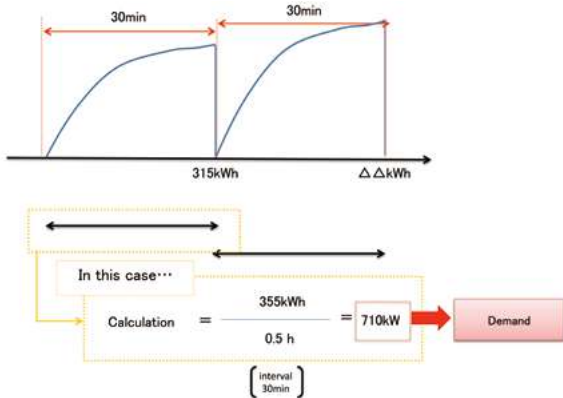 30min
30min
315kWh
△△kWh
In this case⋯
Calculation = 355kWh / 0.5 h = 710kW
Demand
interval
30min